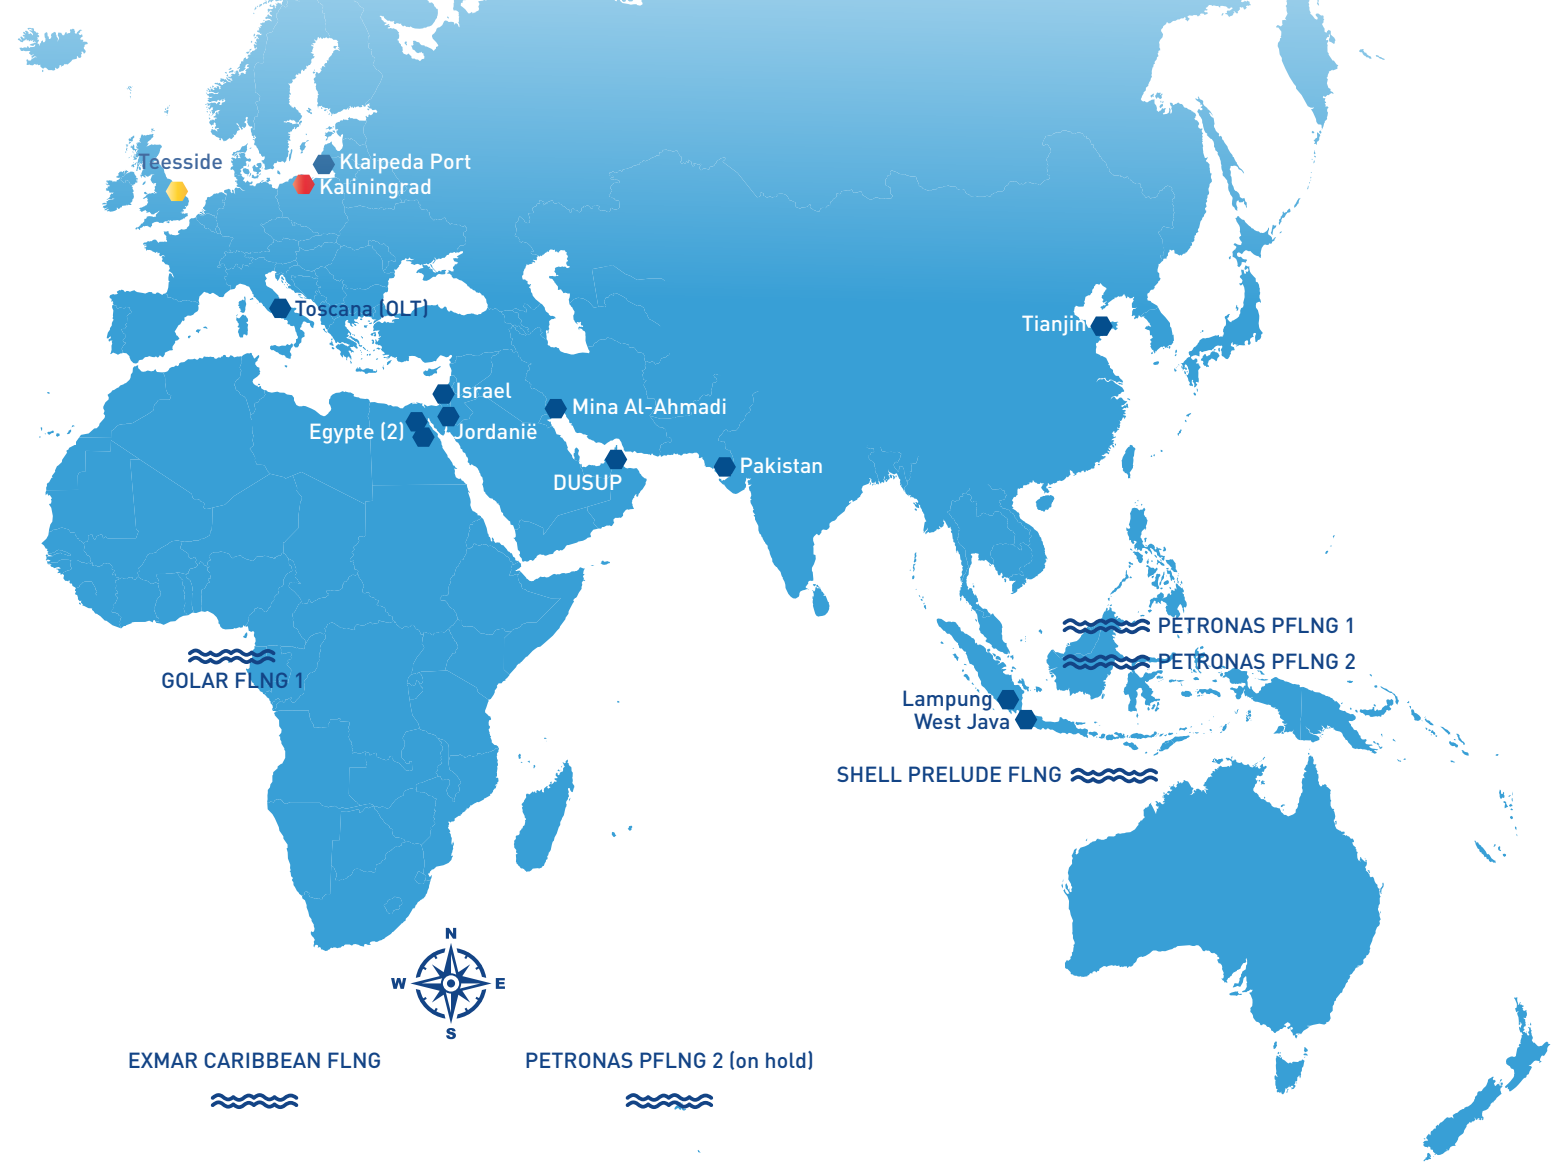 Teesside
Klaipeda Port
Kaliningrad
Toscana (OLT)
Tianjin
Israel
Mina Al-Ahmadi
Egypte (2)
Jordanië
Pakistan
DUSUP
PETRONAS PFLNG 1
PETRONAS PFLNG 2
GOLAR FLNG 1
Lampung
West Java
SHELL PRELUDE FLNG
N
W
E
S
EXMAR CARIBBEAN FLNG
PETRONAS PFLNG 2 (on hold)